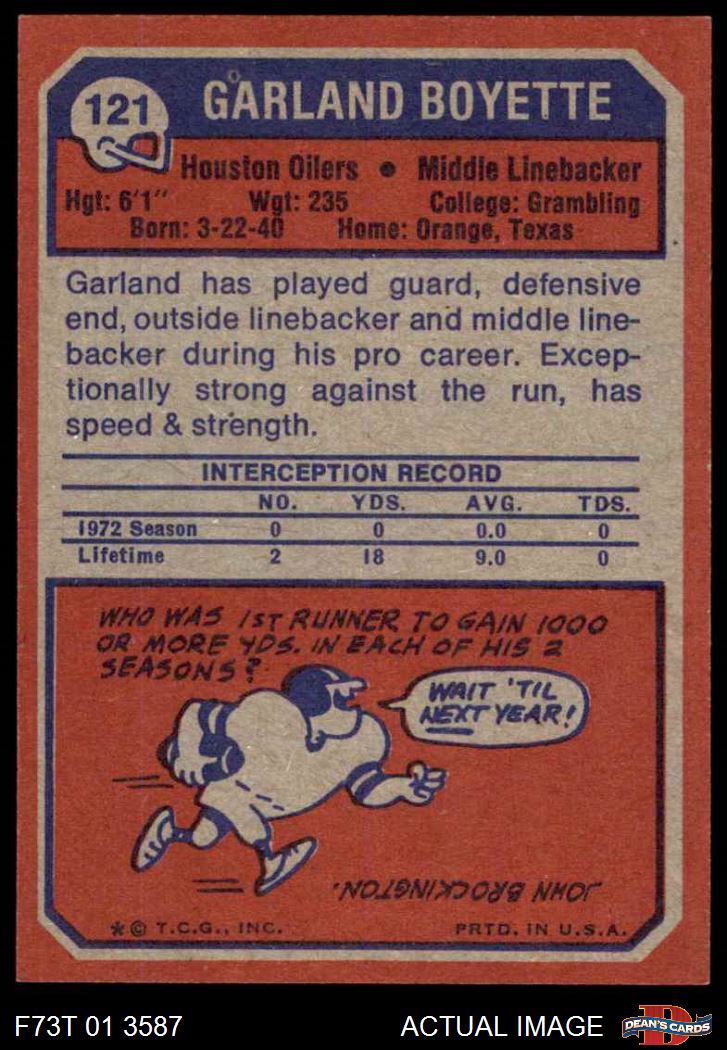 121
GARLAND BOYETTE
Houston Oilers ● Middle Linebacker
Hgt: 6'1" Wgt: 235 College: Grambling
Born: 3-22-40 Home: Orange, Texas
Garland has played guard, defensive
end, outside linebacker and middle line-
backer during his pro career. Excep-
tionally strong against the run, has
speed & strength.
INTERCEPTION RECORD
NO. YDS. AVG. TDS.
1972 Season 0 0 0.0 0
Lifetime 2 18 9.0 0
WHO WAS 1ST RUNNER TO GAIN 1000
OR MORE YDS. IN EACH OF HIS 2
SEASONS?
WAIT 'TIL
NEXT YEAR!
JOHN BROCKINGTON.
*© T.C.G., INC. PRTD. IN U.S.A.
F73T 01 3587 ACTUAL IMAGE
D
DEAN'S CARDS